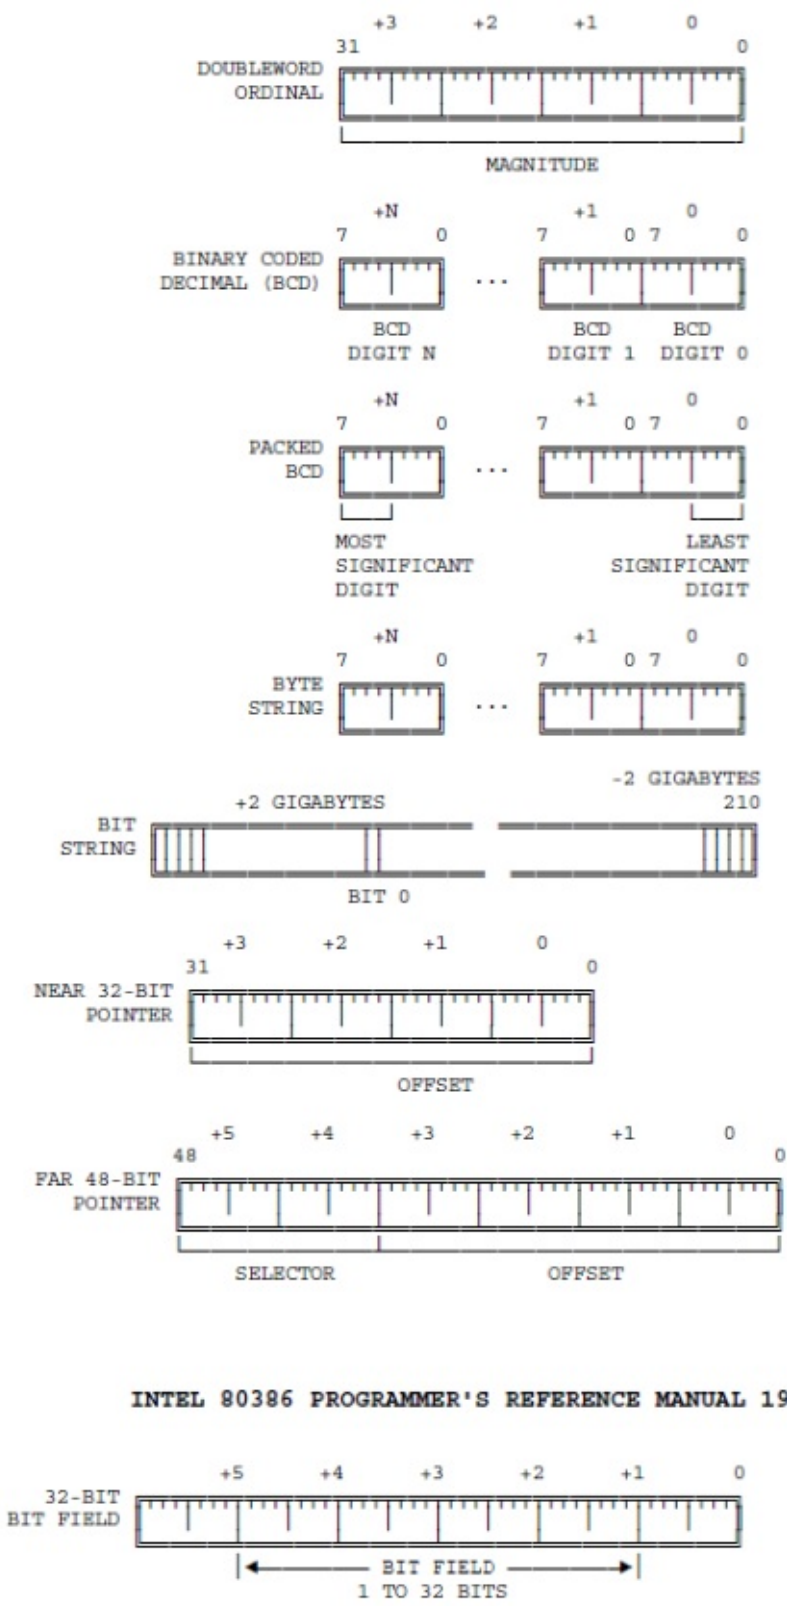 +3 +2 +1 0
31 0
DOUBLEWORD
ORDINAL
MAGNITUDE
+N +1 0
7 0 7 0 7 0
BINARY CODED
DECIMAL (BCD) ...
BCD BCD BCD
DIGIT N DIGIT 1 DIGIT 0
+N +1 0
7 0 7 0 7 0
PACKED
BCD ...
MOST LEAST
SIGNIFICANT SIGNIFICANT
DIGIT DIGIT
+N +1 0
7 0 7 0 7 0
BYTE
STRING ...
-2 GIGABYTES
+2 GIGABYTES 210
BIT
STRING
BIT 0
+3 +2 +1 0
31 0
NEAR 32-BIT
POINTER
OFFSET
+5 +4 +3 +2 +1 0
48 0
FAR 48-BIT
POINTER
SELECTOR OFFSET
INTEL 80386 PROGRAMMER'S REFERENCE MANUAL 19
+5 +4 +3 +2 +1 0
32-BIT
BIT FIELD
BIT FIELD
1 TO 32 BITS